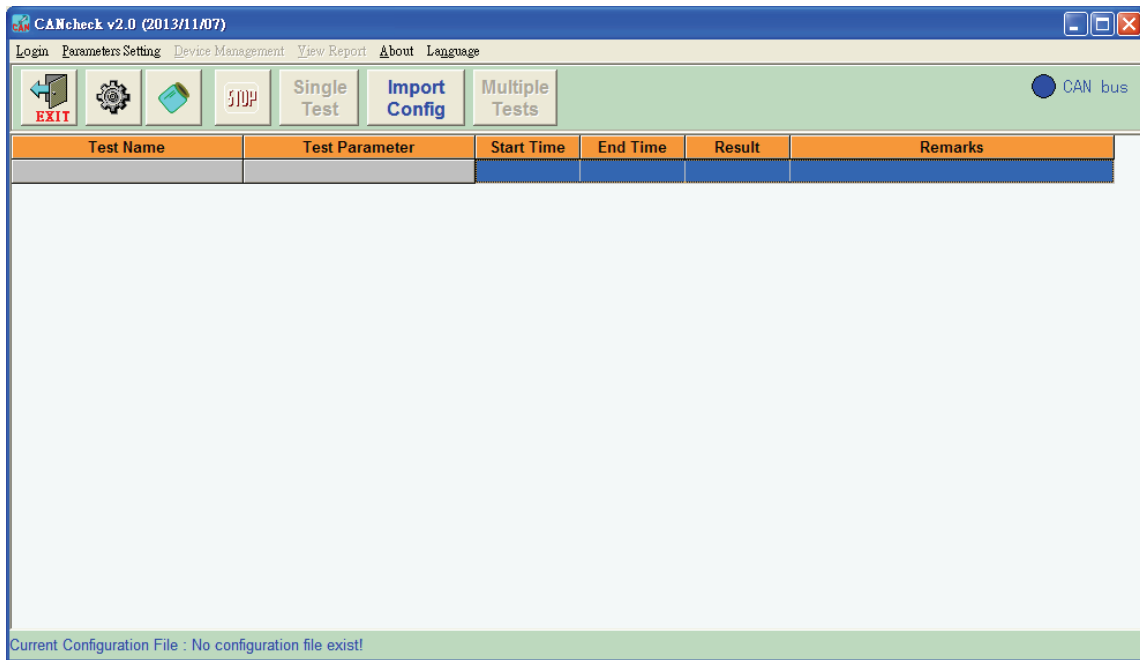 CANcheck v2.0 (2013/11/07)
Login Parameters Setting Device Management View Report About Language
EXIT STOP Single Test Import Config Multiple Tests CAN bus
Test Name Test Parameter Start Time End Time Result Remarks
Current Configuration File : No configuration file exist!